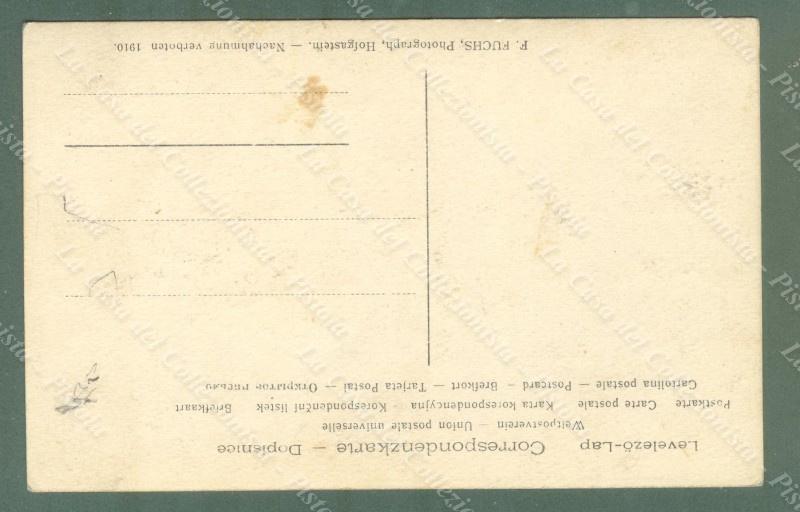 Levelező-Lap Correspondenzkarte – Dopisnice
Weltpostverein – Union postale universelle
Postkarte Carte postale Karta korespondencyjna Korespondenční lístek Briefkaart
Cartolina postale – Postcard – Brefkort – Tarjeta Postal – Открытое письмо
F. FUCHS, Photograph, Hofgastein. — Nachahmung verboten 1910.
La Casa del Collezionista - Pistoia